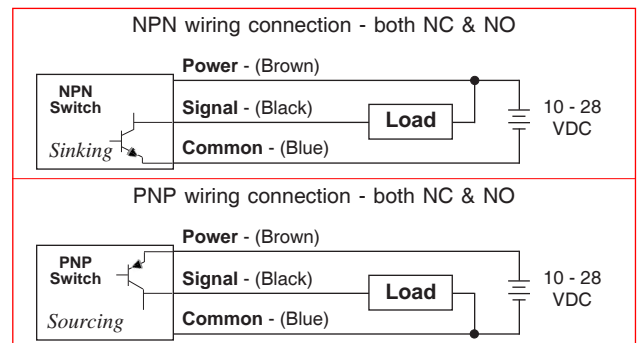 NPN wiring connection - both NC & NO
Power - (Brown)
NPN
Switch
Signal - (Black)
Load
10 - 28
VDC
Sinking
Common - (Blue)
PNP wiring connection - both NC & NO
Power - (Brown)
PNP
Switch
Signal - (Black)
Load
10 - 28
VDC
Sourcing
Common - (Blue)